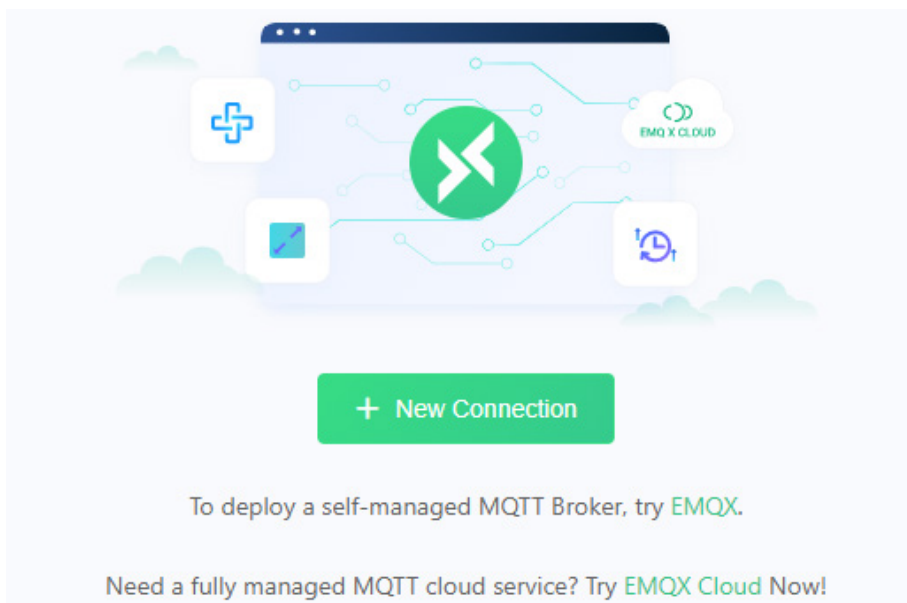 EMQ X CLOUD
+ New Connection
To deploy a self-managed MQTT Broker, try EMQX.
Need a fully managed MQTT cloud service? Try EMQX Cloud Now!